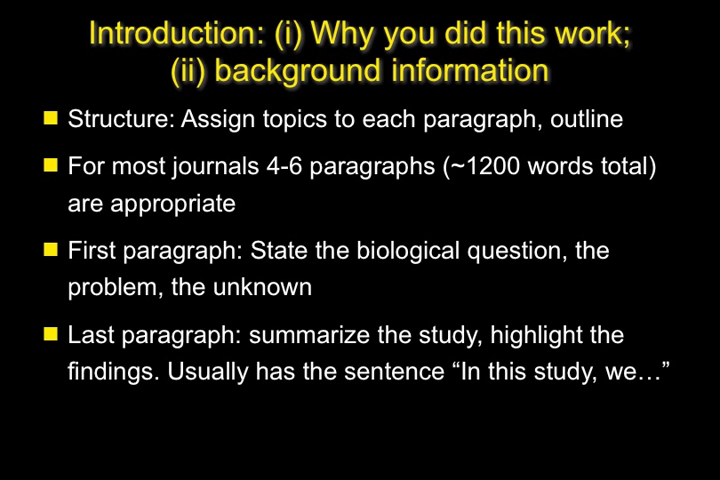 Introduction: (i) Why you did this work;
(ii) background information
Structure: Assign topics to each paragraph, outline
For most journals 4-6 paragraphs (~1200 words total)
are appropriate
First paragraph: State the biological question, the
problem, the unknown
Last paragraph: summarize the study, highlight the
findings. Usually has the sentence “In this study, we…”